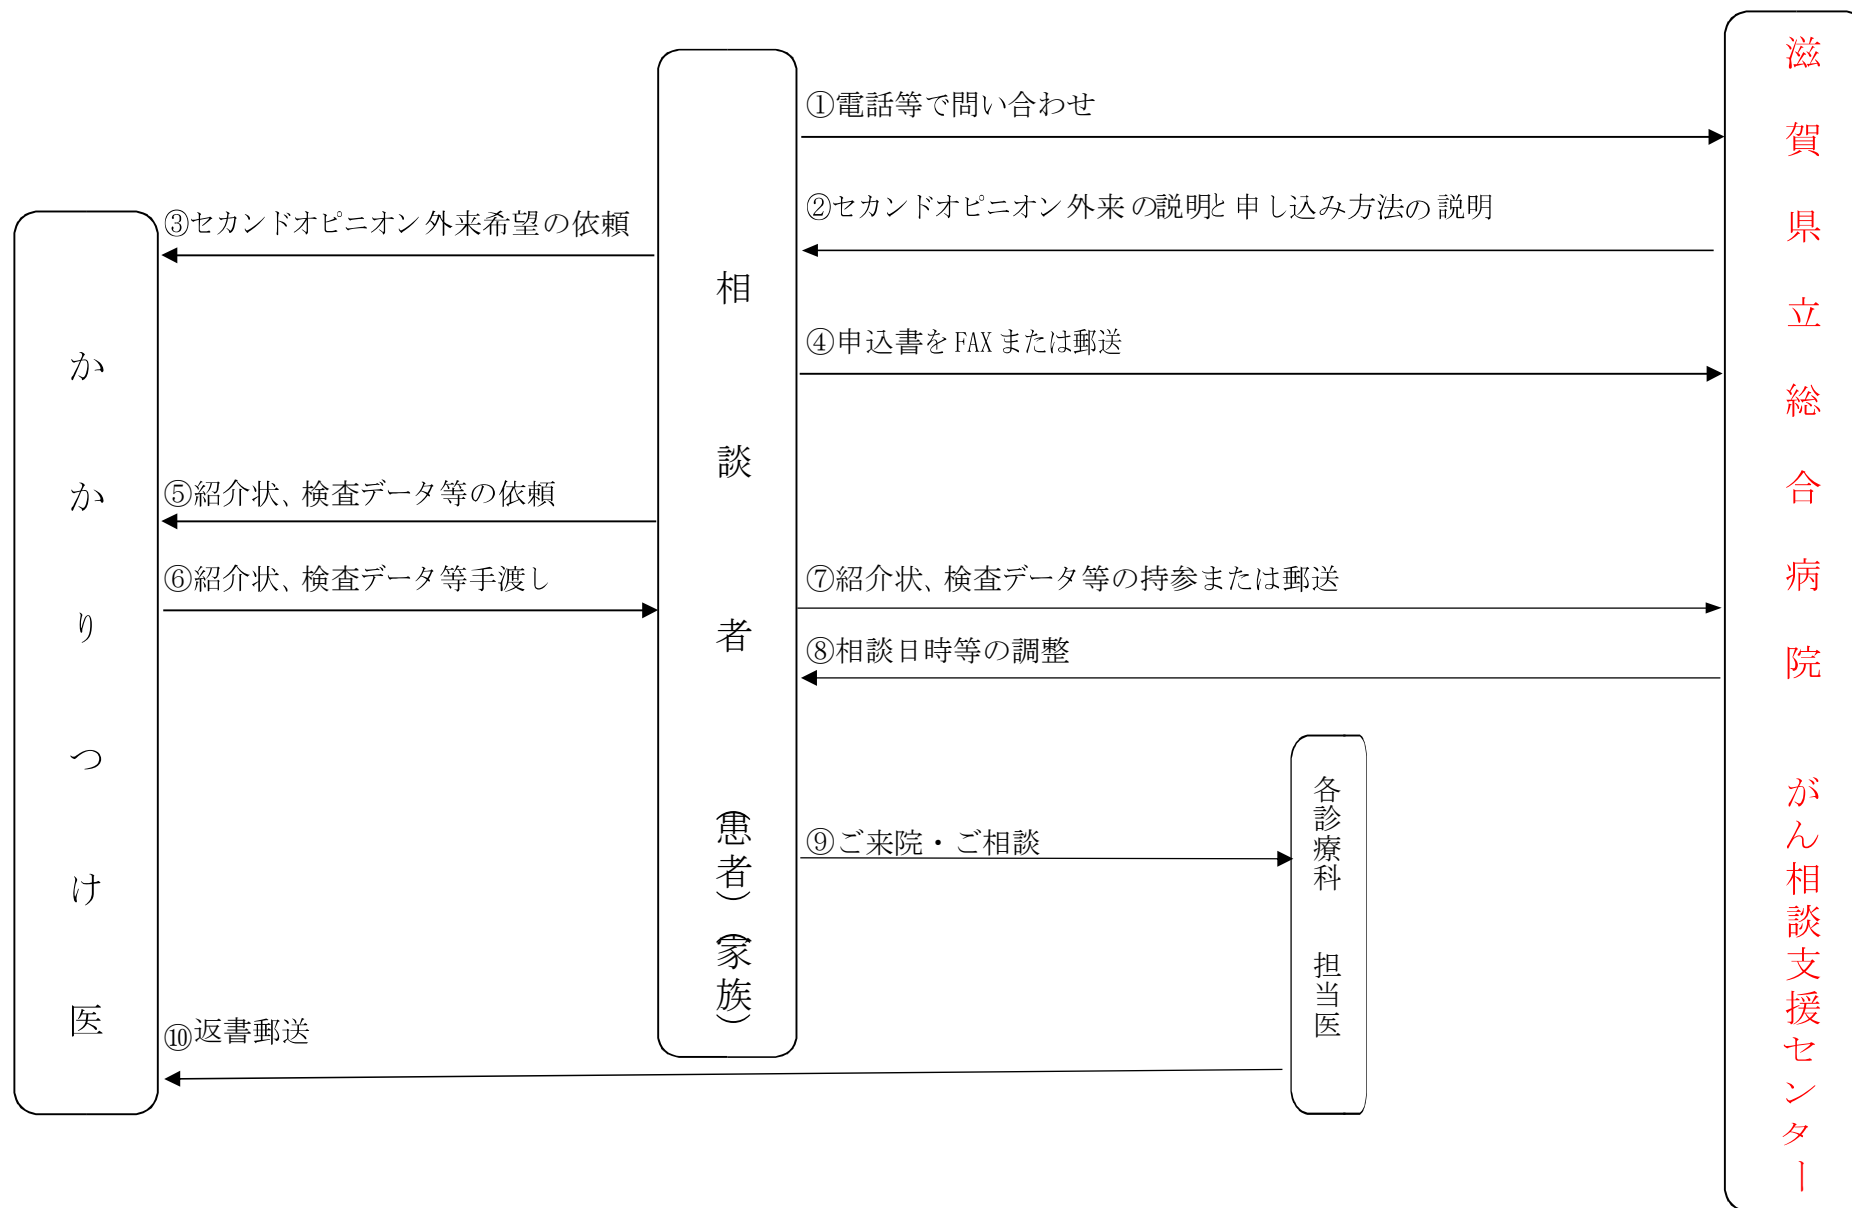 ①電話等で問い合わせ
②セカンドオピニオン外来の説明と申し込み方法の説明
③セカンドオピニオン外来希望の依頼
④申込書をFAXまたは郵送
⑤紹介状、検査データ等の依頼
⑥紹介状、検査データ等手渡し
⑦紹介状、検査データ等の持参または郵送
⑧相談日時等の調整
⑨ご来院・ご相談
⑩返書郵送
かかりつけ医
相談者（患者）（家族）
各診療科　担当医
滋賀県立総合病院　がん相談支援センター